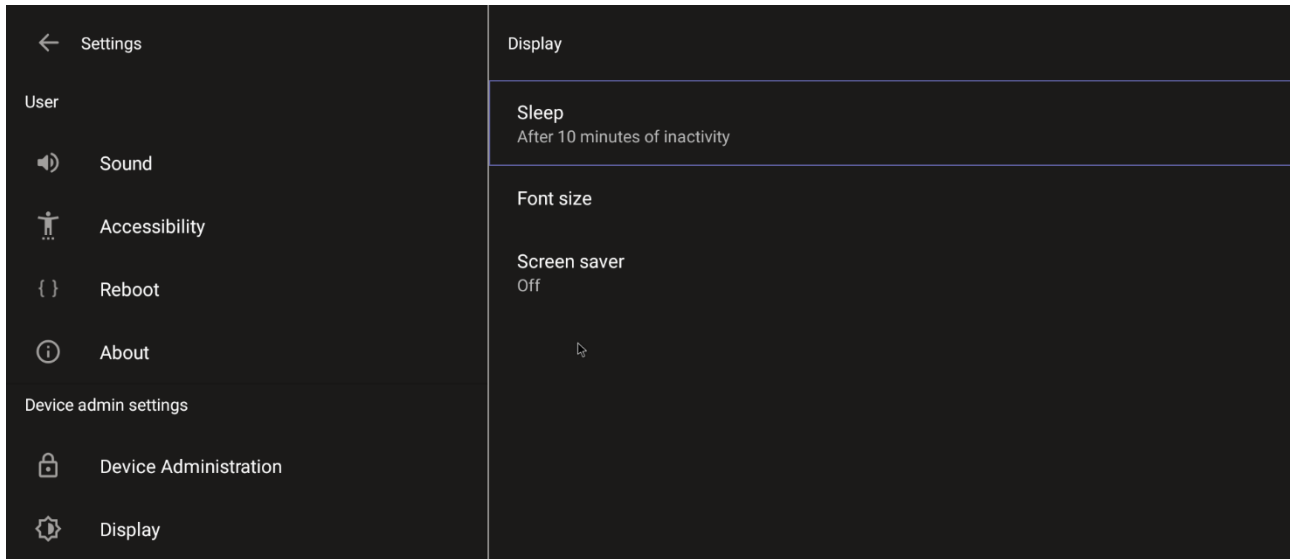 Settings
User
Sound
Accessibility
{ } Reboot
About
Device admin settings
Device Administration
Display
Display
Sleep
After 10 minutes of inactivity
Font size
Screen saver
Off